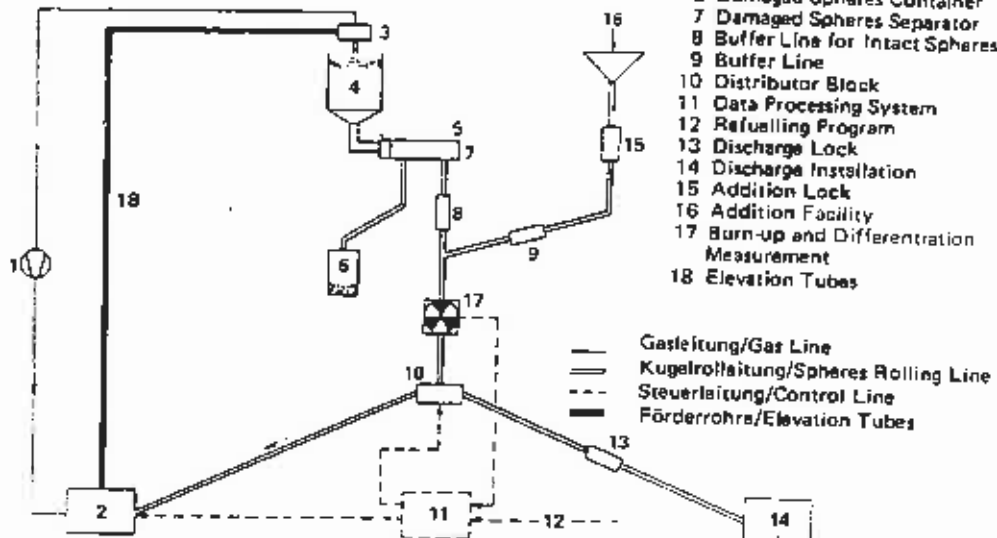 7 Damaged Spheres Separator
8 Buffer Line for Intact Spheres
9 Buffer Line
10 Distributor Block
11 Data Processing System
12 Refuelling Program
13 Discharge Lock
14 Discharge Installation
15 Addition Lock
16 Addition Facility
17 Burn-up and Differentration
Measurement
18 Elevation Tubes
Gasleitung/Gas Line
Kugelrolleitung/Spheres Rolling Line
Steuerleitung/Control Line
Förderrohre/Elevation Tubes
3
16
4
5
7
15
18
8
9
1
6
17
10
13
2
11
12
14